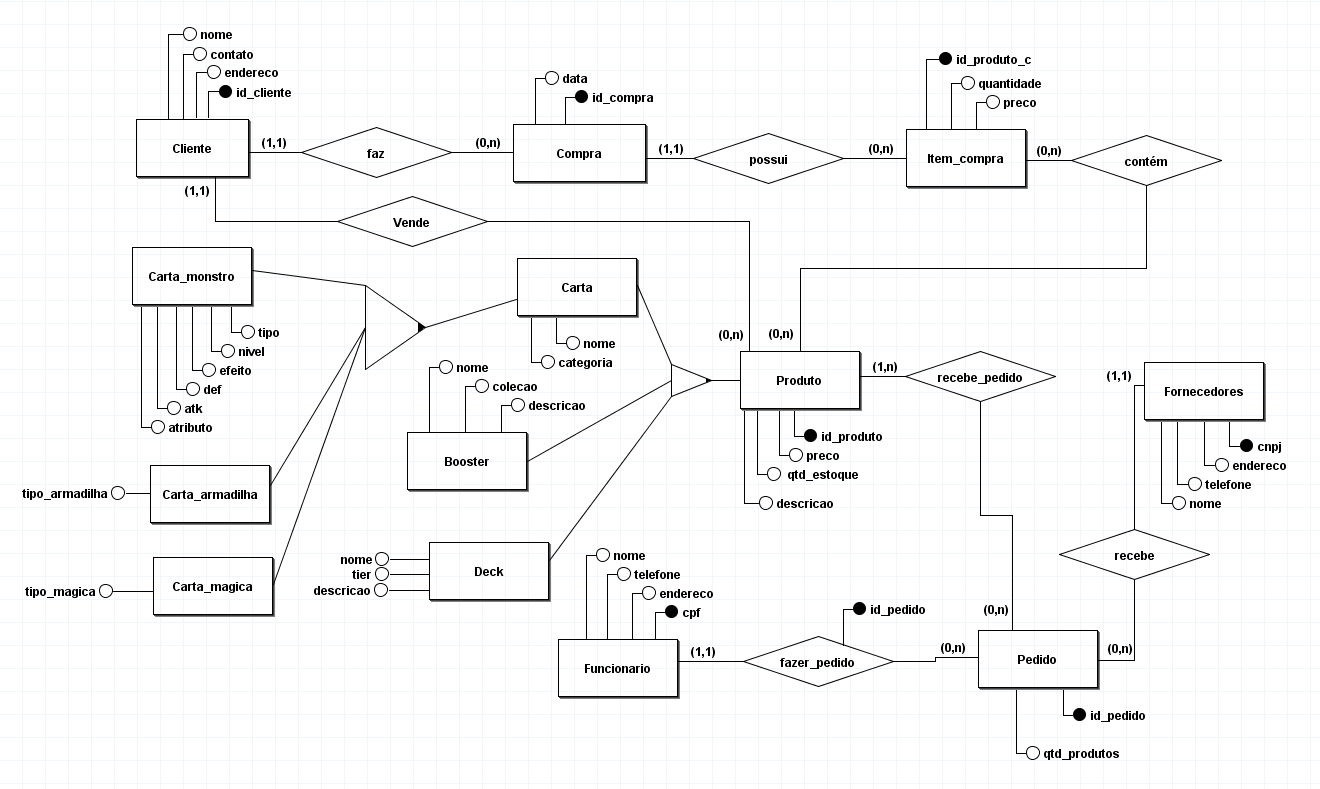 nome
contato
endereco
id_cliente
Cliente
(1,1)
faz
(0,n)
data
id_compra
Compra
(1,1)
possui
(0,n)
id_produto_c
quantidade
preco
Item_compra
(0,n)
contém
(1,1)
Vende
(0,n)
(0,n)
Carta_monstro
tipo
nivel
efeito
def
atk
atributo
Carta
nome
categoria
nome
colecao
descricao
Booster
Produto
id_produto
preco
qtd_estoque
descricao
(1,n)
recebe_pedido
(0,n)
(1,1)
Fornecedores
cnpj
endereco
telefone
nome
recebe
(0,n)
tipo_armadilha
Carta_armadilha
tipo_magica
Carta_magica
nome
tier
descricao
Deck
nome
telefone
endereco
cpf
Funcionario
(1,1)
id_pedido
fazer_pedido
(0,n)
Pedido
id_pedido
qtd_produtos